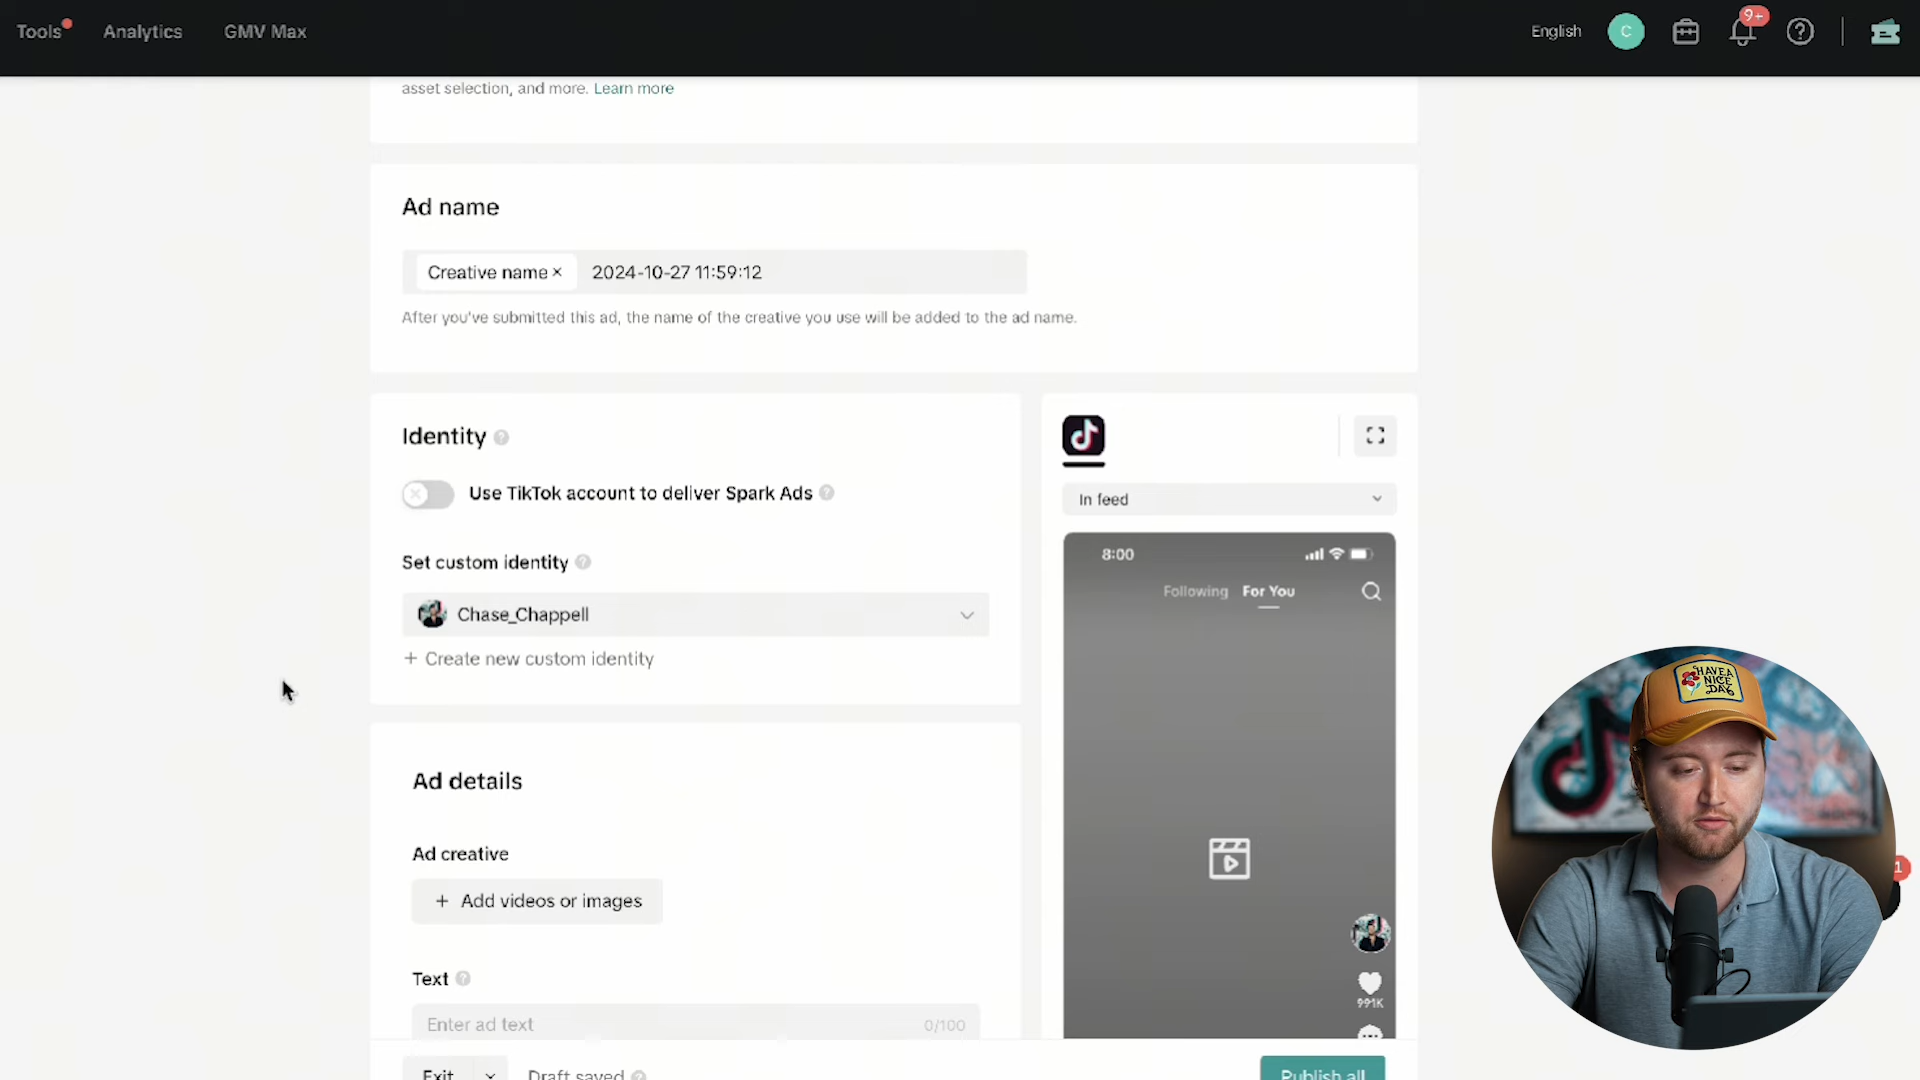 Tools
Analytics
GMV Max
English
C
9+
asset selection, and more. Learn more
Ad name
Creative name × 2024-10-27 11:59:12
After you've submitted this ad, the name of the creative you use will be added to the ad name.
Identity
Use TikTok account to deliver Spark Ads
Set custom identity
Chase_Chappell
+ Create new custom identity
Ad details
Ad creative
+ Add videos or images
Text
Enter ad text
0/100
Exit
Draft saved
Publish all
In feed
8:00
Following
For You
991K
HAVE A
NICE
DAY
1